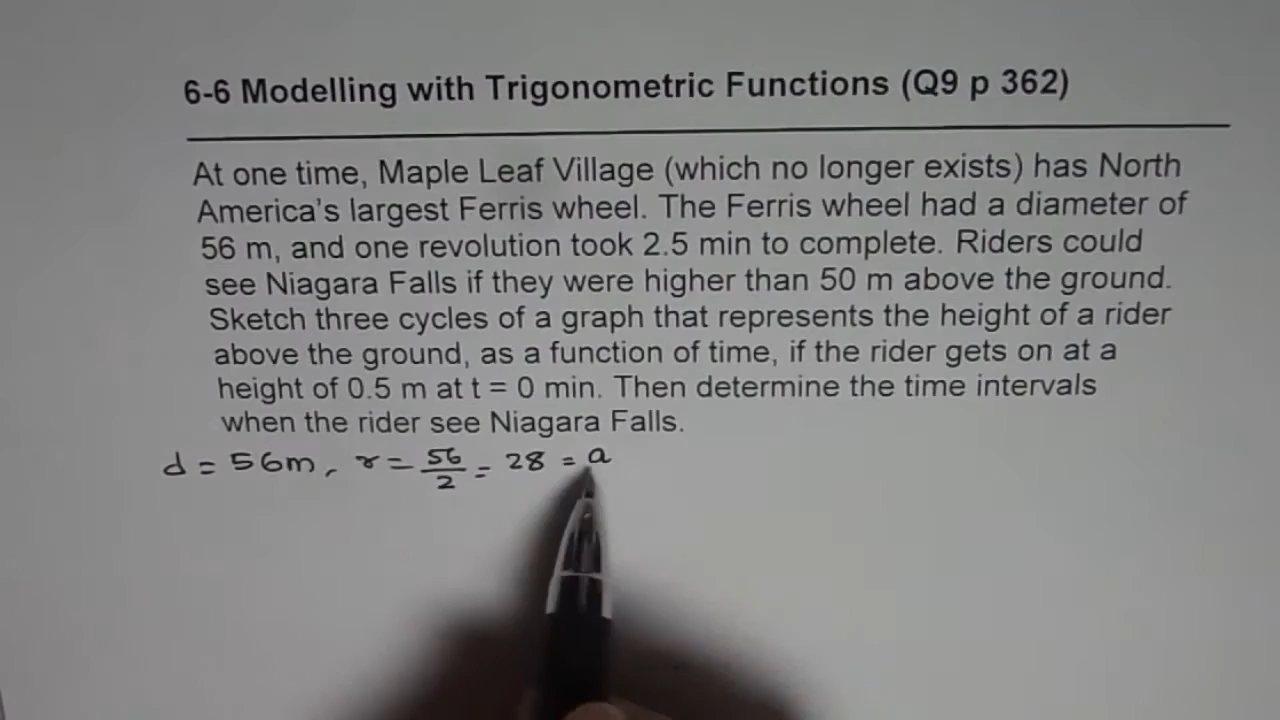 6-6 Modelling with Trigonometric Functions (Q9 p 362)
At one time, Maple Leaf Village (which no longer exists) has North
America's largest Ferris wheel. The Ferris wheel had a diameter of
56 m, and one revolution took 2.5 min to complete. Riders could
see Niagara Falls if they were higher than 50 m above the ground.
Sketch three cycles of a graph that represents the height of a rider
above the ground, as a function of time, if the rider gets on at a
height of 0.5 m at t = 0 min. Then determine the time intervals
when the rider see Niagara Falls.
d = 56m, r = 56/2 = 28 = a